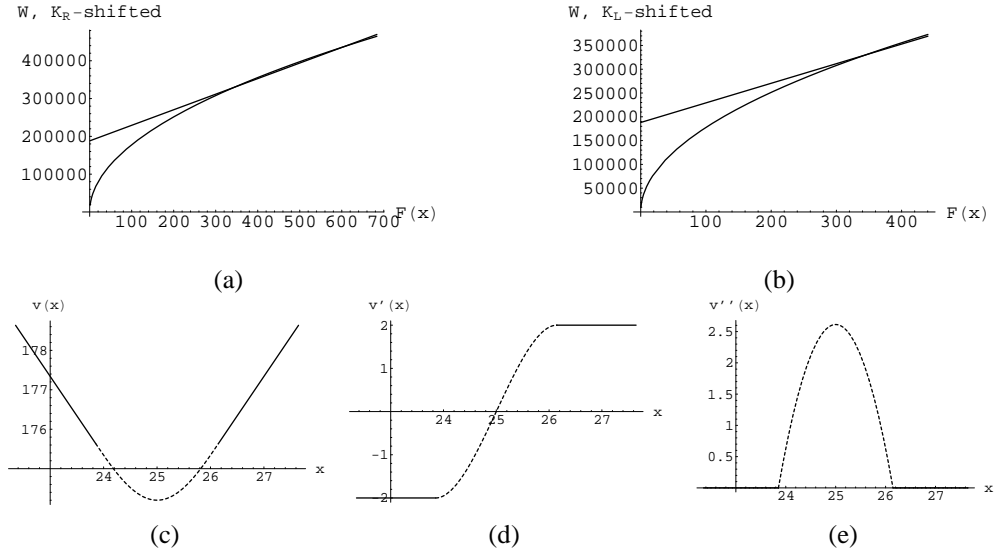 W, K_R-shifted
400000
300000
200000
100000
100 200 300 400 500 600 700 F(x)
(a)
W, K_L-shifted
350000
300000
250000
200000
150000
100000
50000
100 200 300 400 F(x)
(b)
v(x)
178
177
176
24 25 26 27 x
(c)
v'(x)
2
1
-1
-2
24 25 26 27 x
(d)
v''(x)
2.5
2
1.5
1
0.5
24 25 26 27 x
(e)